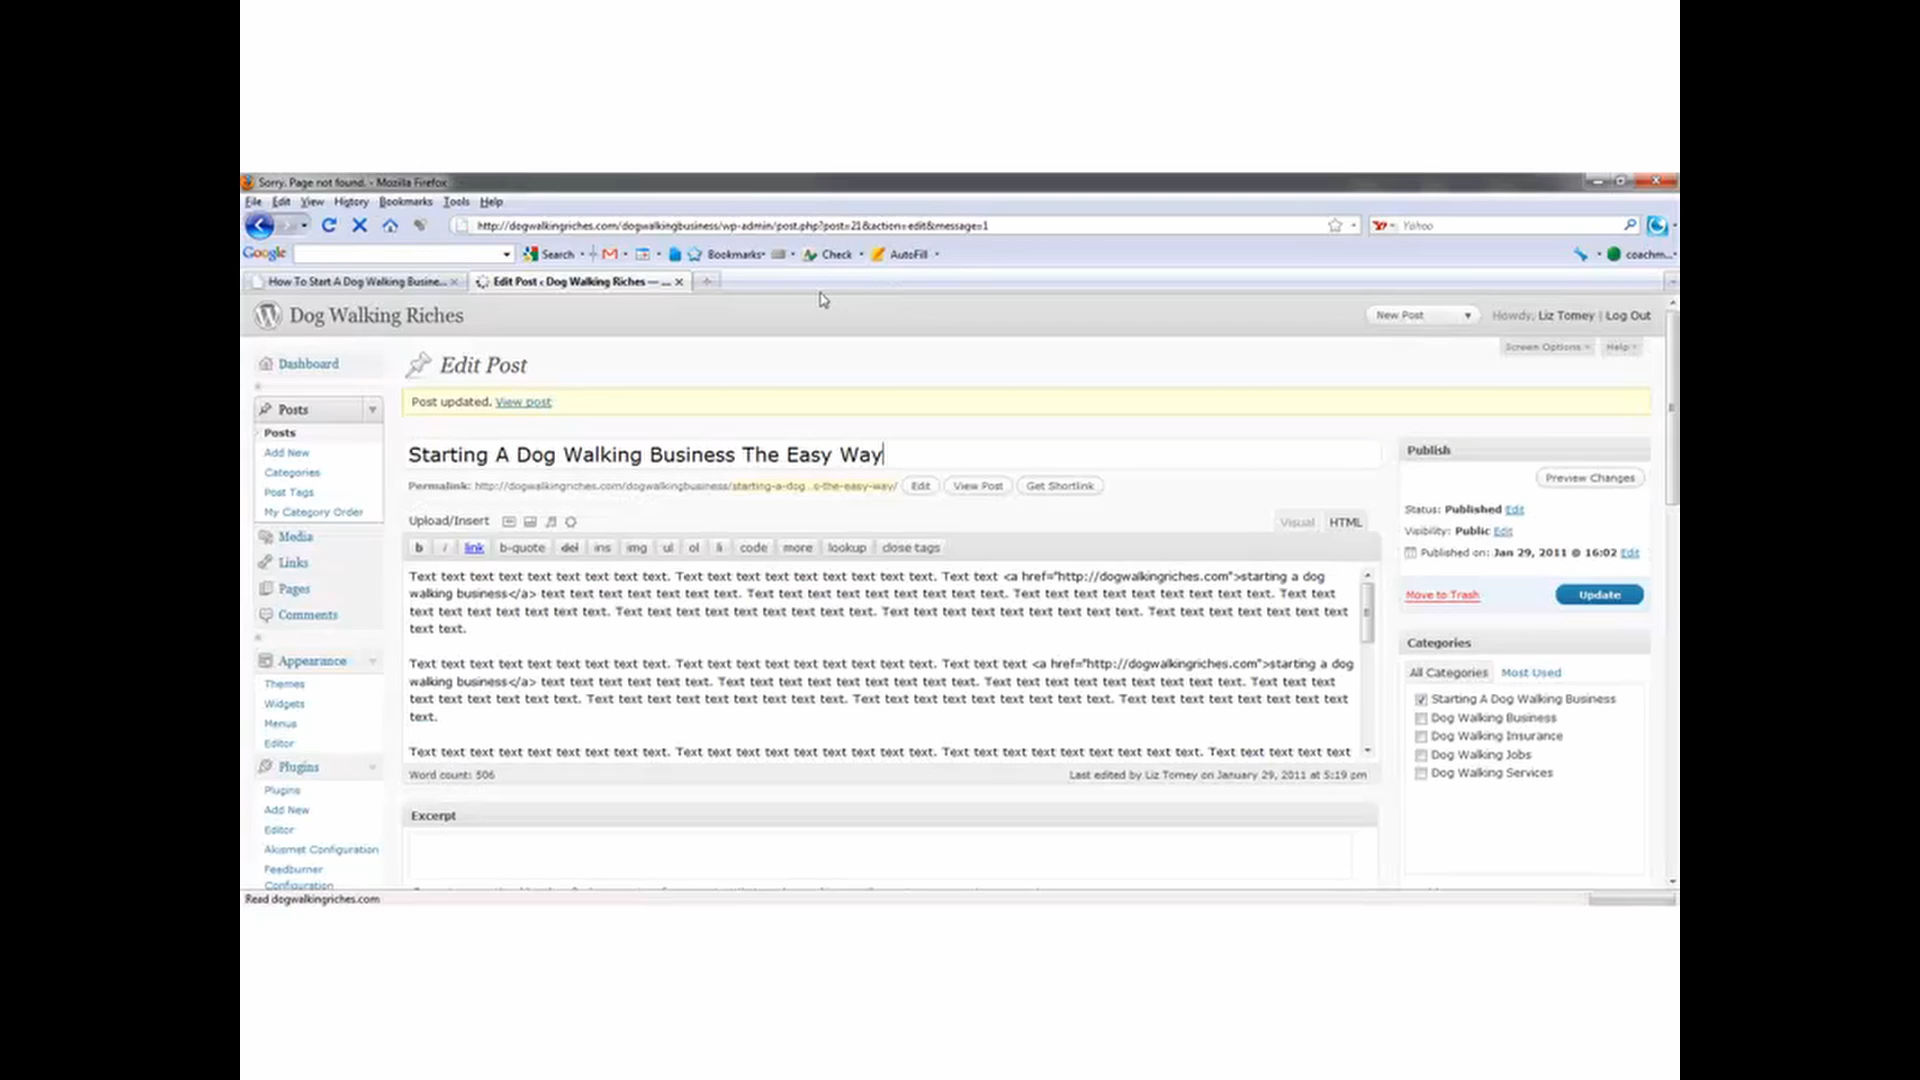 Sorry. Page not found. - Mozilla Firefox
File Edit View History Bookmarks Tools Help
http://dogwalkingriches.com/dogwalkingbusiness/wp-admin/post.php?post=21&action=edit&message=1
Yahoo
Google Search Bookmarks Check AutoFill coachm...
How To Start A Dog Walking Busine... Edit Post ‹ Dog Walking Riches — ...
Dog Walking Riches
New Post Howdy, Liz Tomey | Log Out
Screen Options Help
Dashboard
Posts
Posts
Add New
Categories
Post Tags
My Category Order
Media
Links
Pages
Comments
Appearance
Themes
Widgets
Menus
Editor
Plugins
Plugins
Add New
Editor
Akismet Configuration
Feedburner
Configuration
Edit Post
Post updated. View post
Starting A Dog Walking Business The Easy Way
Permalink: http://dogwalkingriches.com/dogwalkingbusiness/starting-a-dog...s-the-easy-way/ Edit View Post Get Shortlink
Upload/Insert Visual HTML
b i link b-quote del ins img ul ol li code more lookup close tags
Text text text text text text text text text. Text text text text text text text text text. Text text <a href="http://dogwalkingriches.com">starting a dog
walking business</a> text text text text text text. Text text text text text text text text text. Text text text text text text text text text. Text text
text text text text text text text. Text text text text text text text text text. Text text text text text text text text text. Text text text text text text text
text text.
Text text text text text text text text text. Text text text text text text text text text. Text text text <a href="http://dogwalkingriches.com">starting a dog
walking business</a> text text text text text text. Text text text text text text text text text. Text text text text text text text text text. Text text text
text text text text text text. Text text text text text text text text text. Text text text text text text text text text. Text text text text text text text text
text.
Text text text text text text text text text. Text text text text text text text text text. Text text text text text text text text text. Text text text text text
Word count: 506 Last edited by Liz Tomey on January 29, 2011 at 5:19 pm
Excerpt
Publish
Preview Changes
Status: Published Edit
Visibility: Public Edit
Published on: Jan 29, 2011 @ 16:02 Edit
Move to Trash Update
Categories
All Categories Most Used
Starting A Dog Walking Business
Dog Walking Business
Dog Walking Insurance
Dog Walking Jobs
Dog Walking Services
Read dogwalkingriches.com